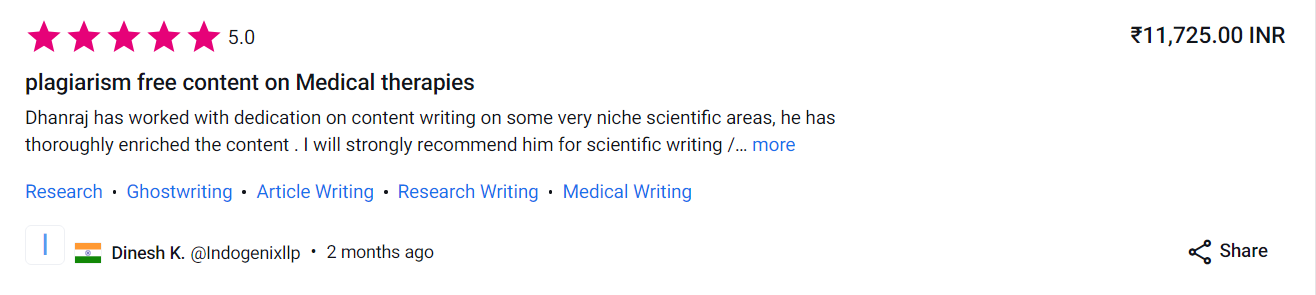 5.0
₹11,725.00 INR
plagiarism free content on Medical therapies
Dhanraj has worked with dedication on content writing on some very niche scientific areas, he has
thoroughly enriched the content . I will strongly recommend him for scientific writing /... more
Research • Ghostwriting • Article Writing • Research Writing • Medical Writing
I Dinesh K. @Indogenixllp • 2 months ago
Share